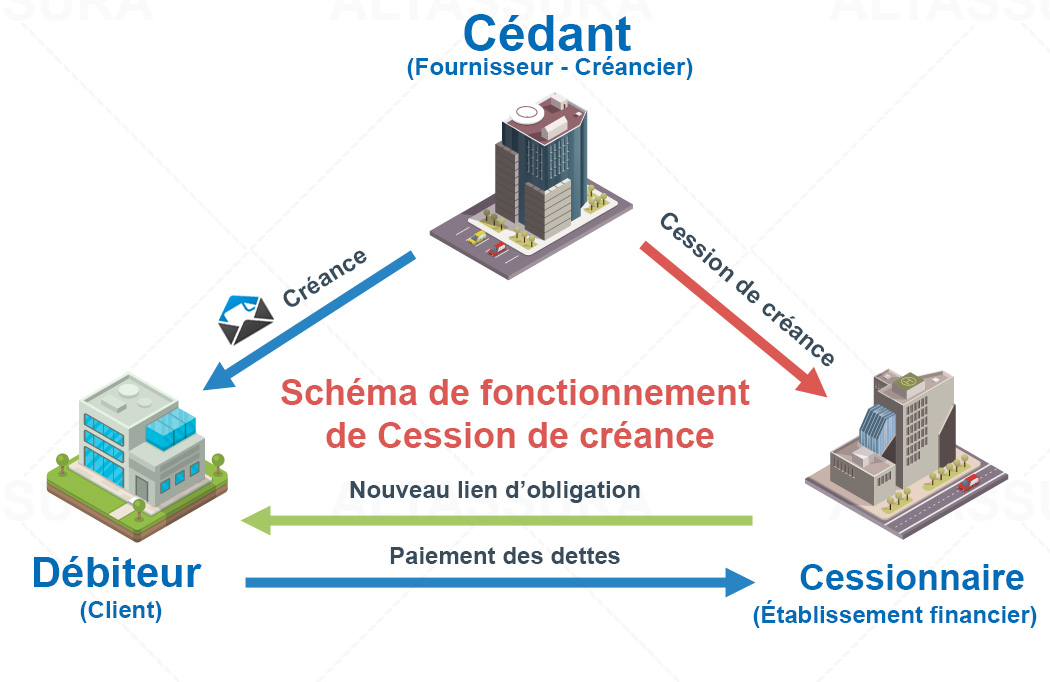 ALTASSURA
Cédant
(Fournisseur - Créancier)
Créance
Cession de créance
Schéma de fonctionnement
de Cession de créance
Nouveau lien d’obligation
Paiement des dettes
Débiteur
(Client)
Cessionnaire
(Établissement financier)